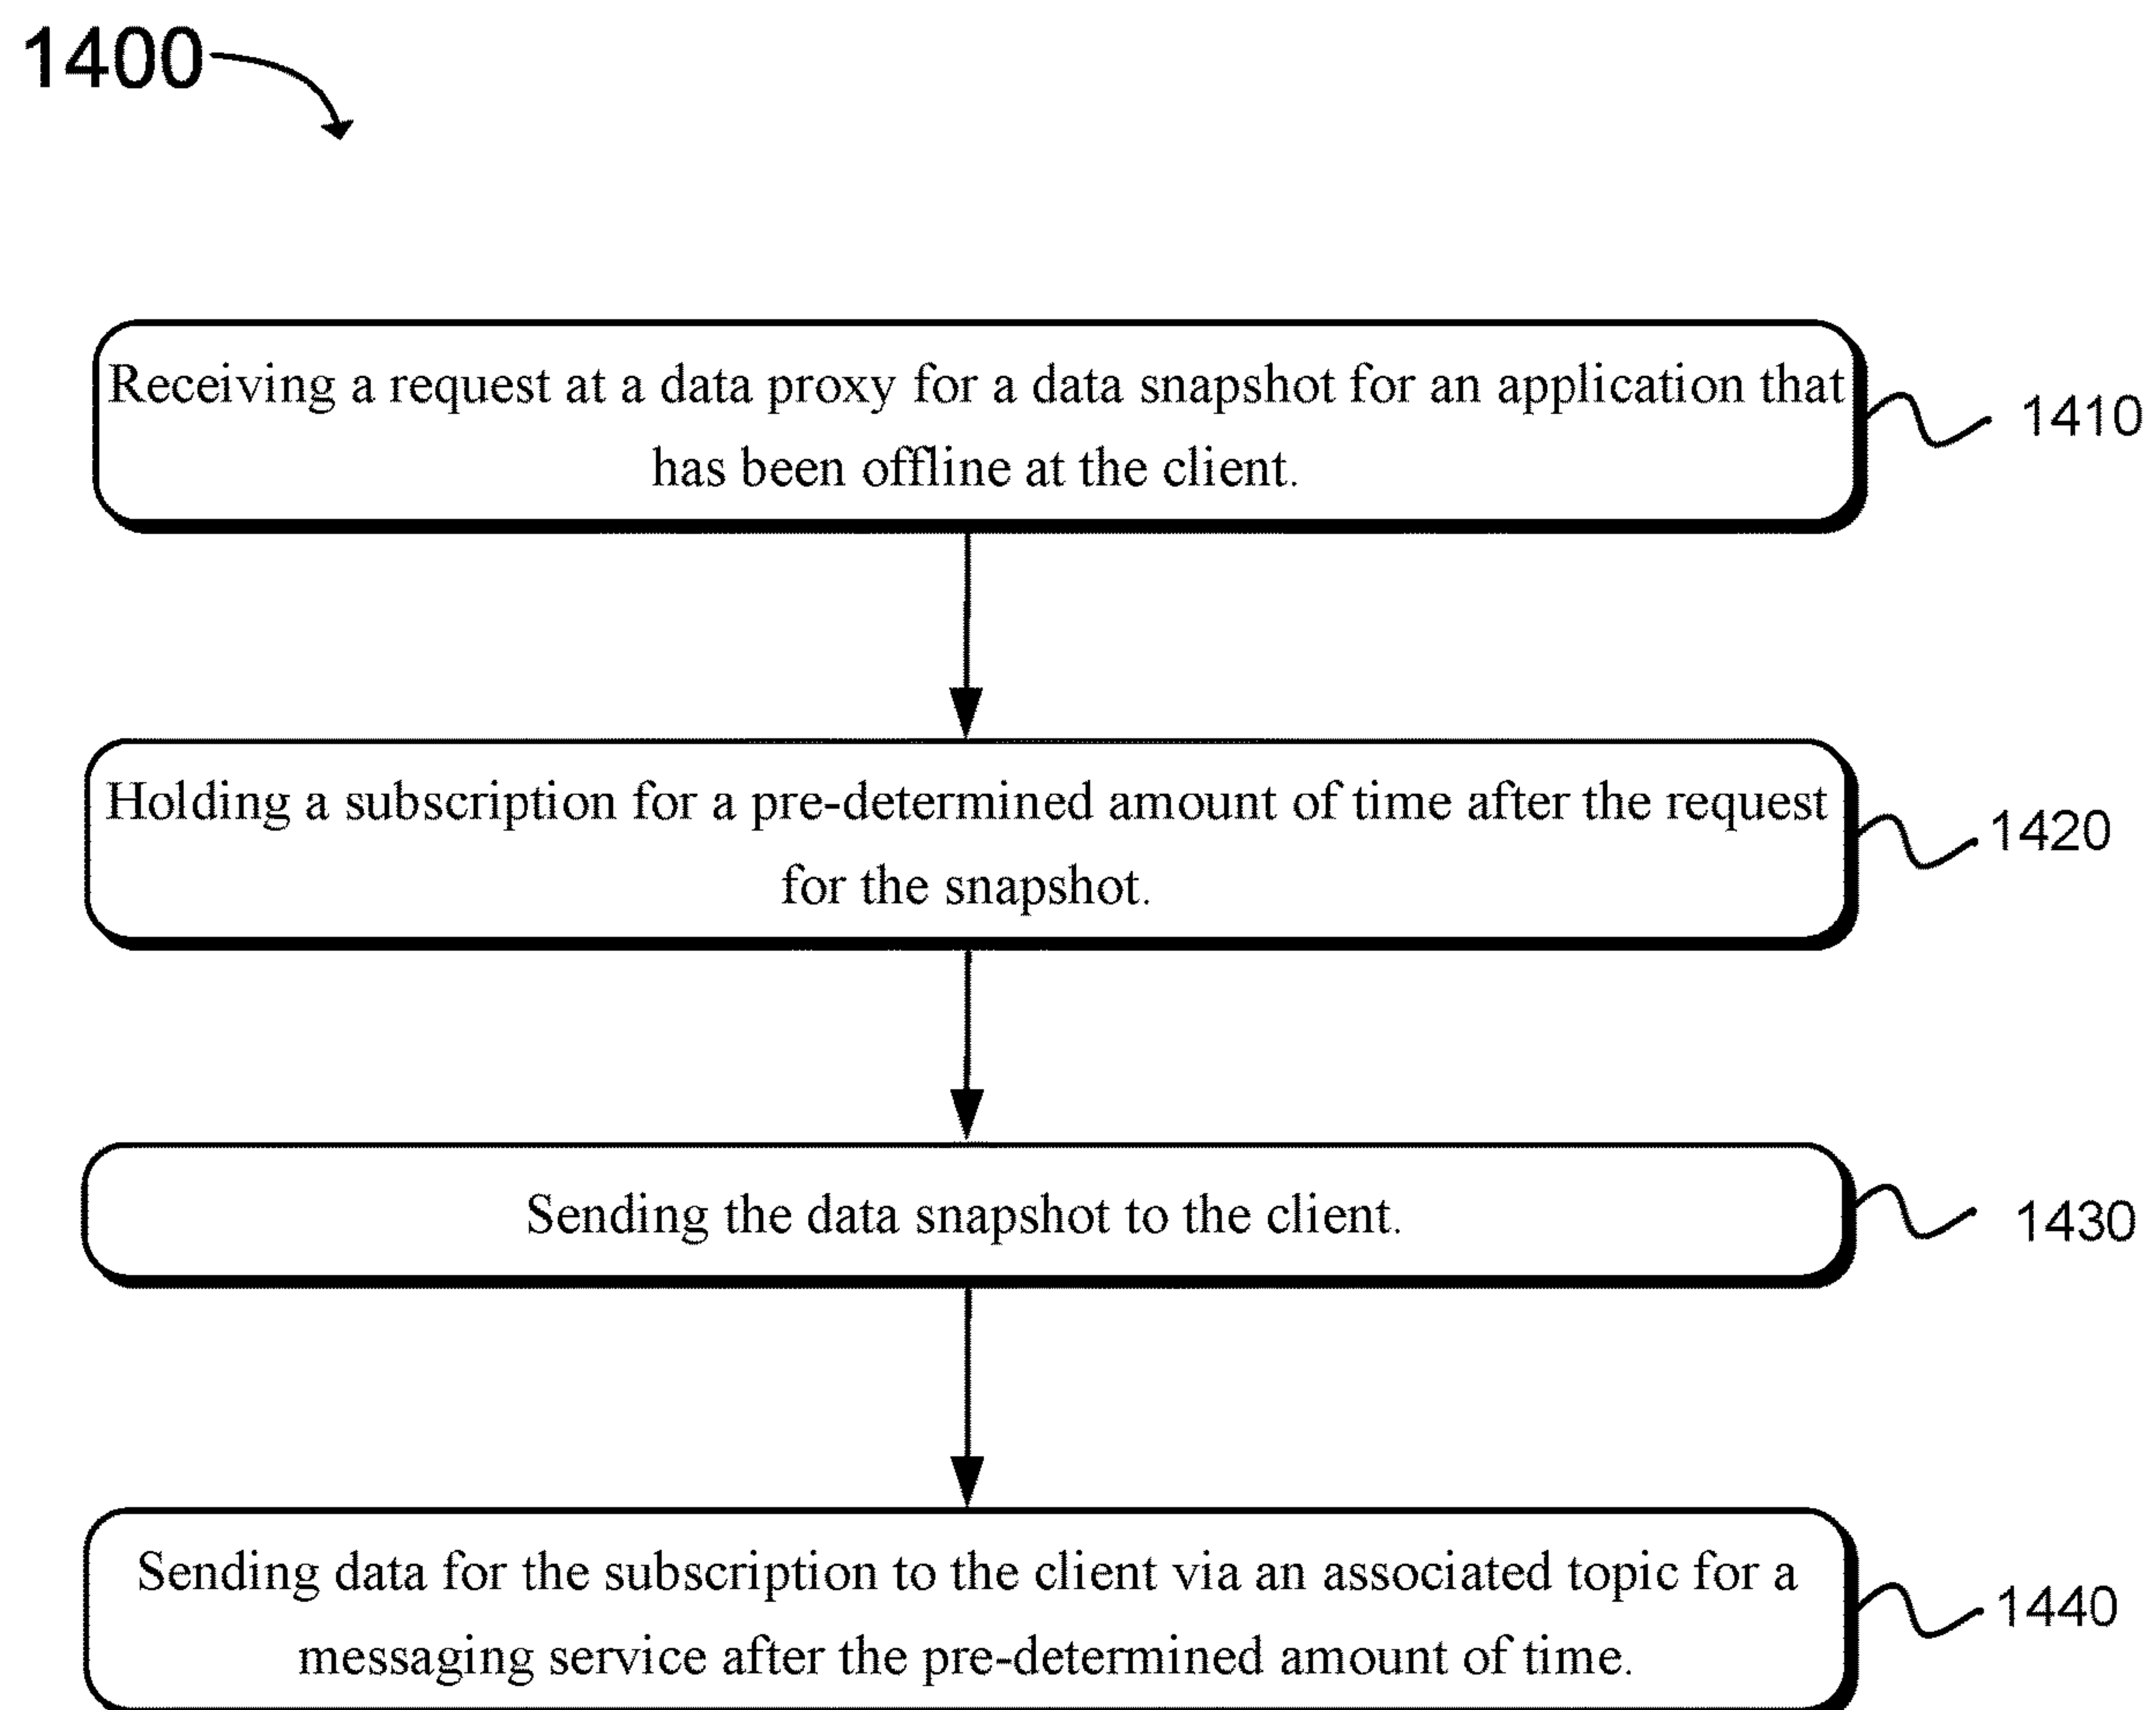 1400
Receiving a request at a data proxy for a data snapshot for an application that
has been offline at the client.
1410
Holding a subscription for a pre-determined amount of time after the request
for the snapshot.
1420
Sending the data snapshot to the client.
1430
Sending data for the subscription to the client via an associated topic for a
messaging service after the pre-determined amount of time.
1440